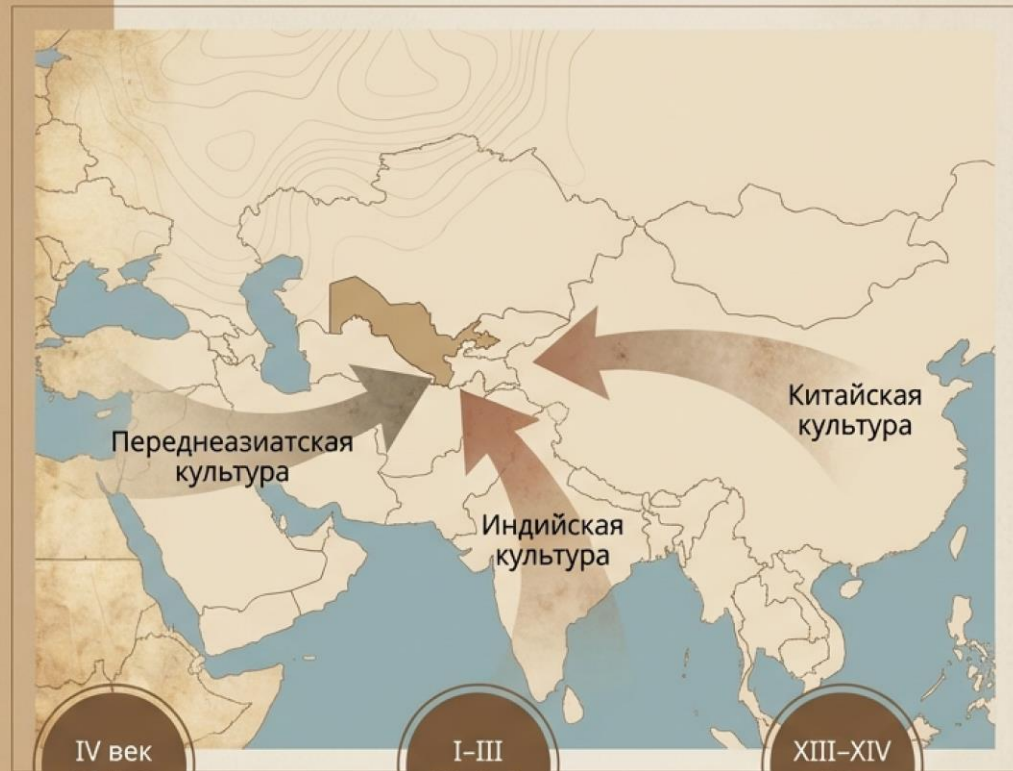 Китайская
культура
Переднеазиатская
культура
Индийская
культура
IV век
I–III
XIII–XIV